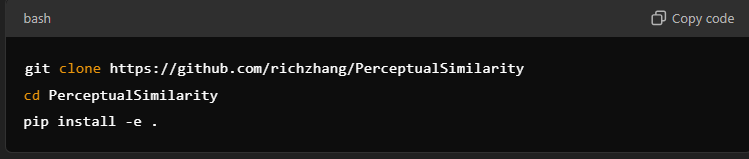 bash
Copy code
git clone https://github.com/richzhang/PerceptualSimilarity
cd PerceptualSimilarity
pip install -e .